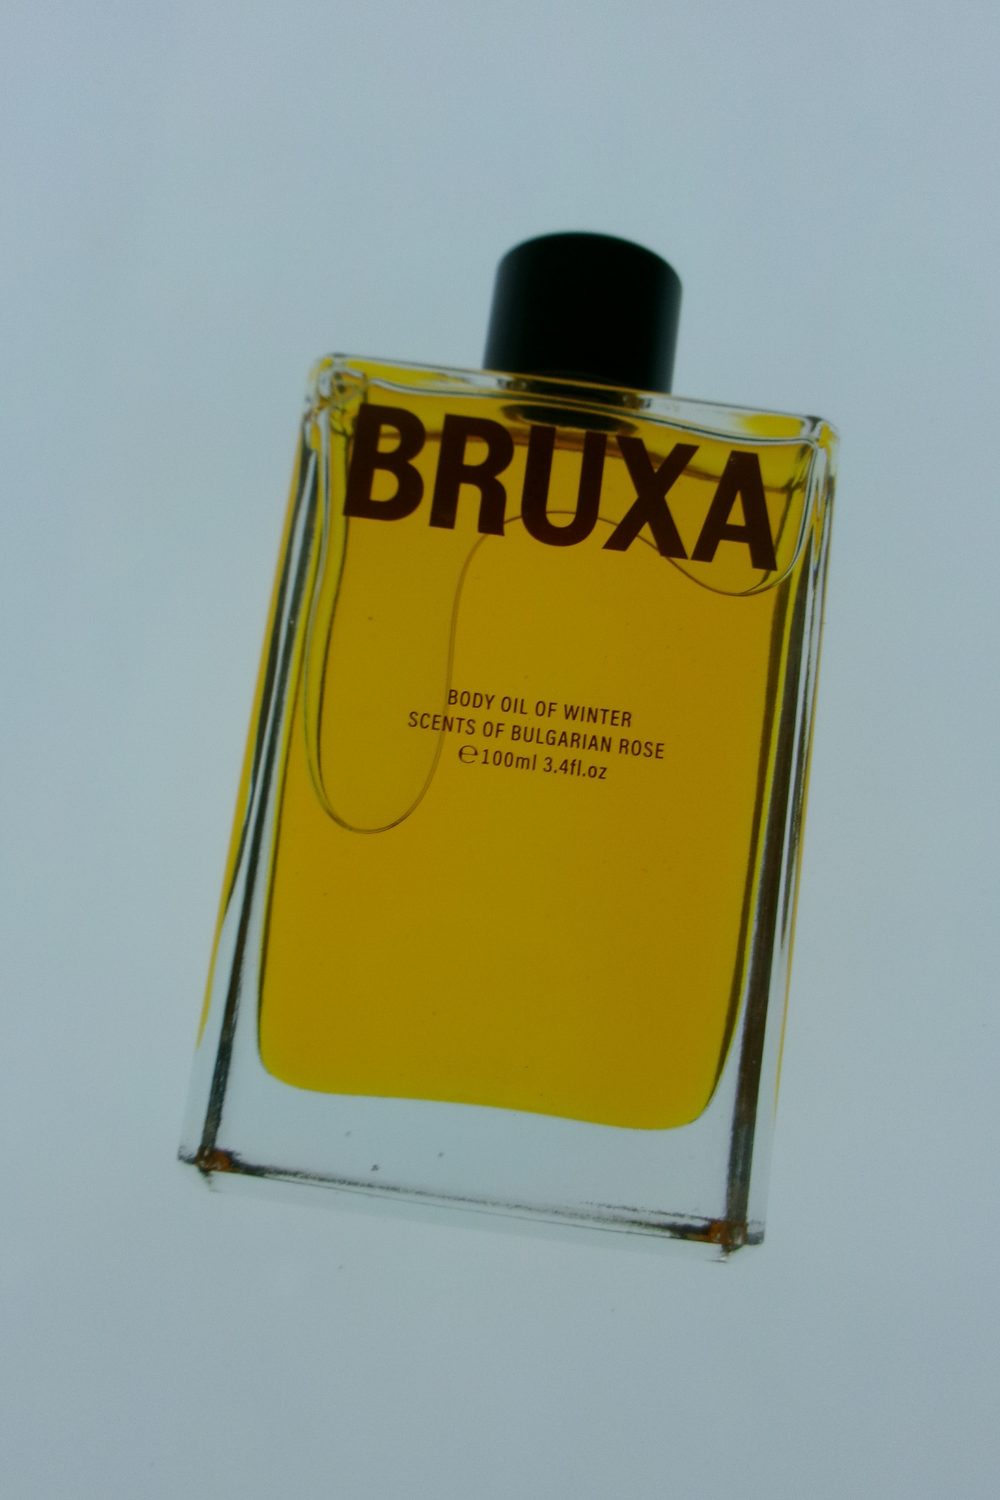 BRUXA
BODY OIL OF WINTER
SCENTS OF BULGARIAN ROSE
℮100ml 3.4fl.oz